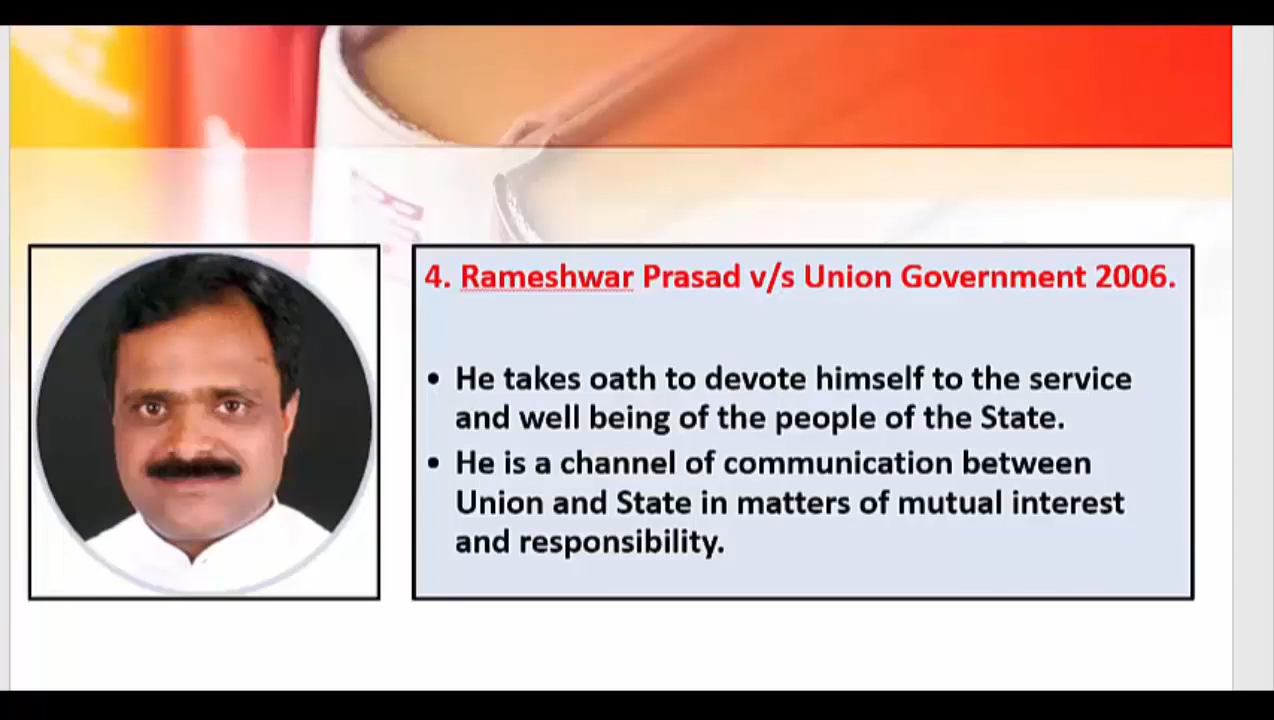 4. Rameshwar Prasad v/s Union Government 2006.
• He takes oath to devote himself to the service
and well being of the people of the State.
• He is a channel of communication between
Union and State in matters of mutual interest
and responsibility.